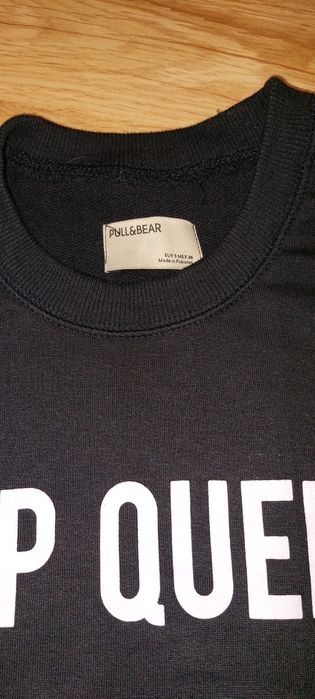 PULL&BEAR
EUR S MEX 26
Made in Pakistan
P QUE